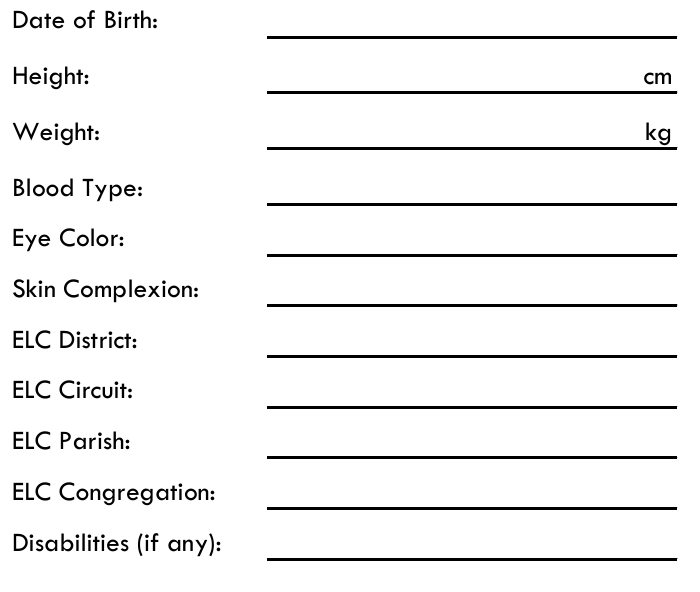 Date of Birth:
Height: cm
Weight: kg
Blood Type:
Eye Color:
Skin Complexion:
ELC District:
ELC Circuit:
ELC Parish:
ELC Congregation:
Disabilities (if any):